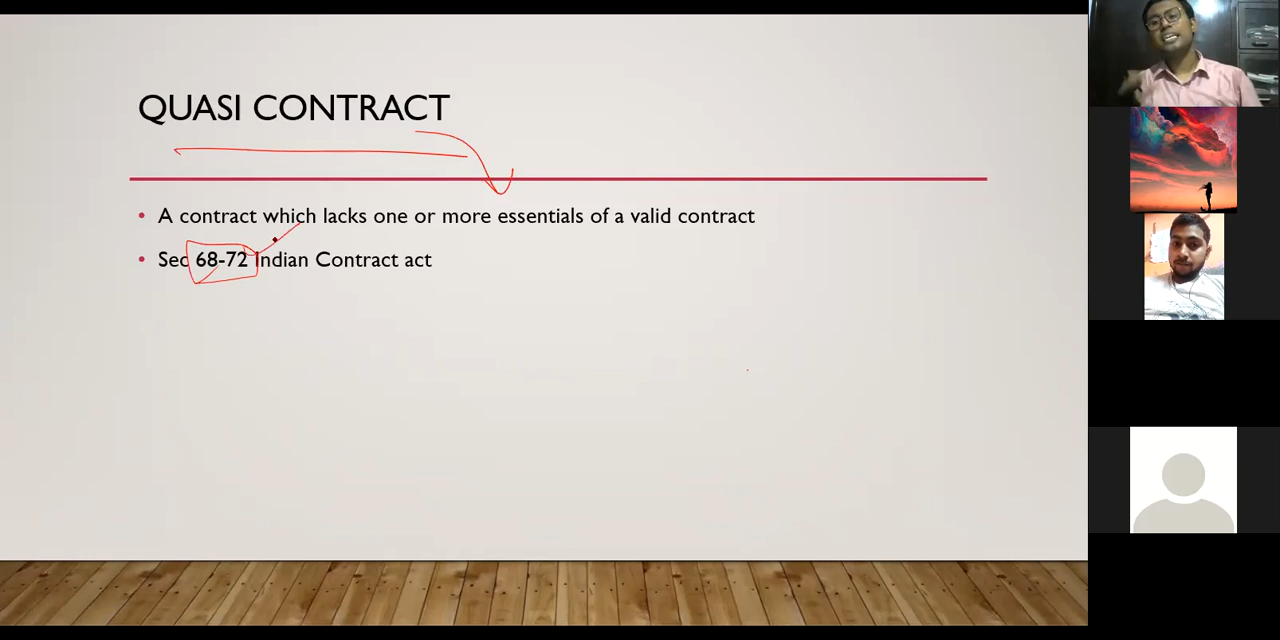 QUASI CONTRACT
• A contract which lacks one or more essentials of a valid contract
• Sec 68-72 Indian Contract act